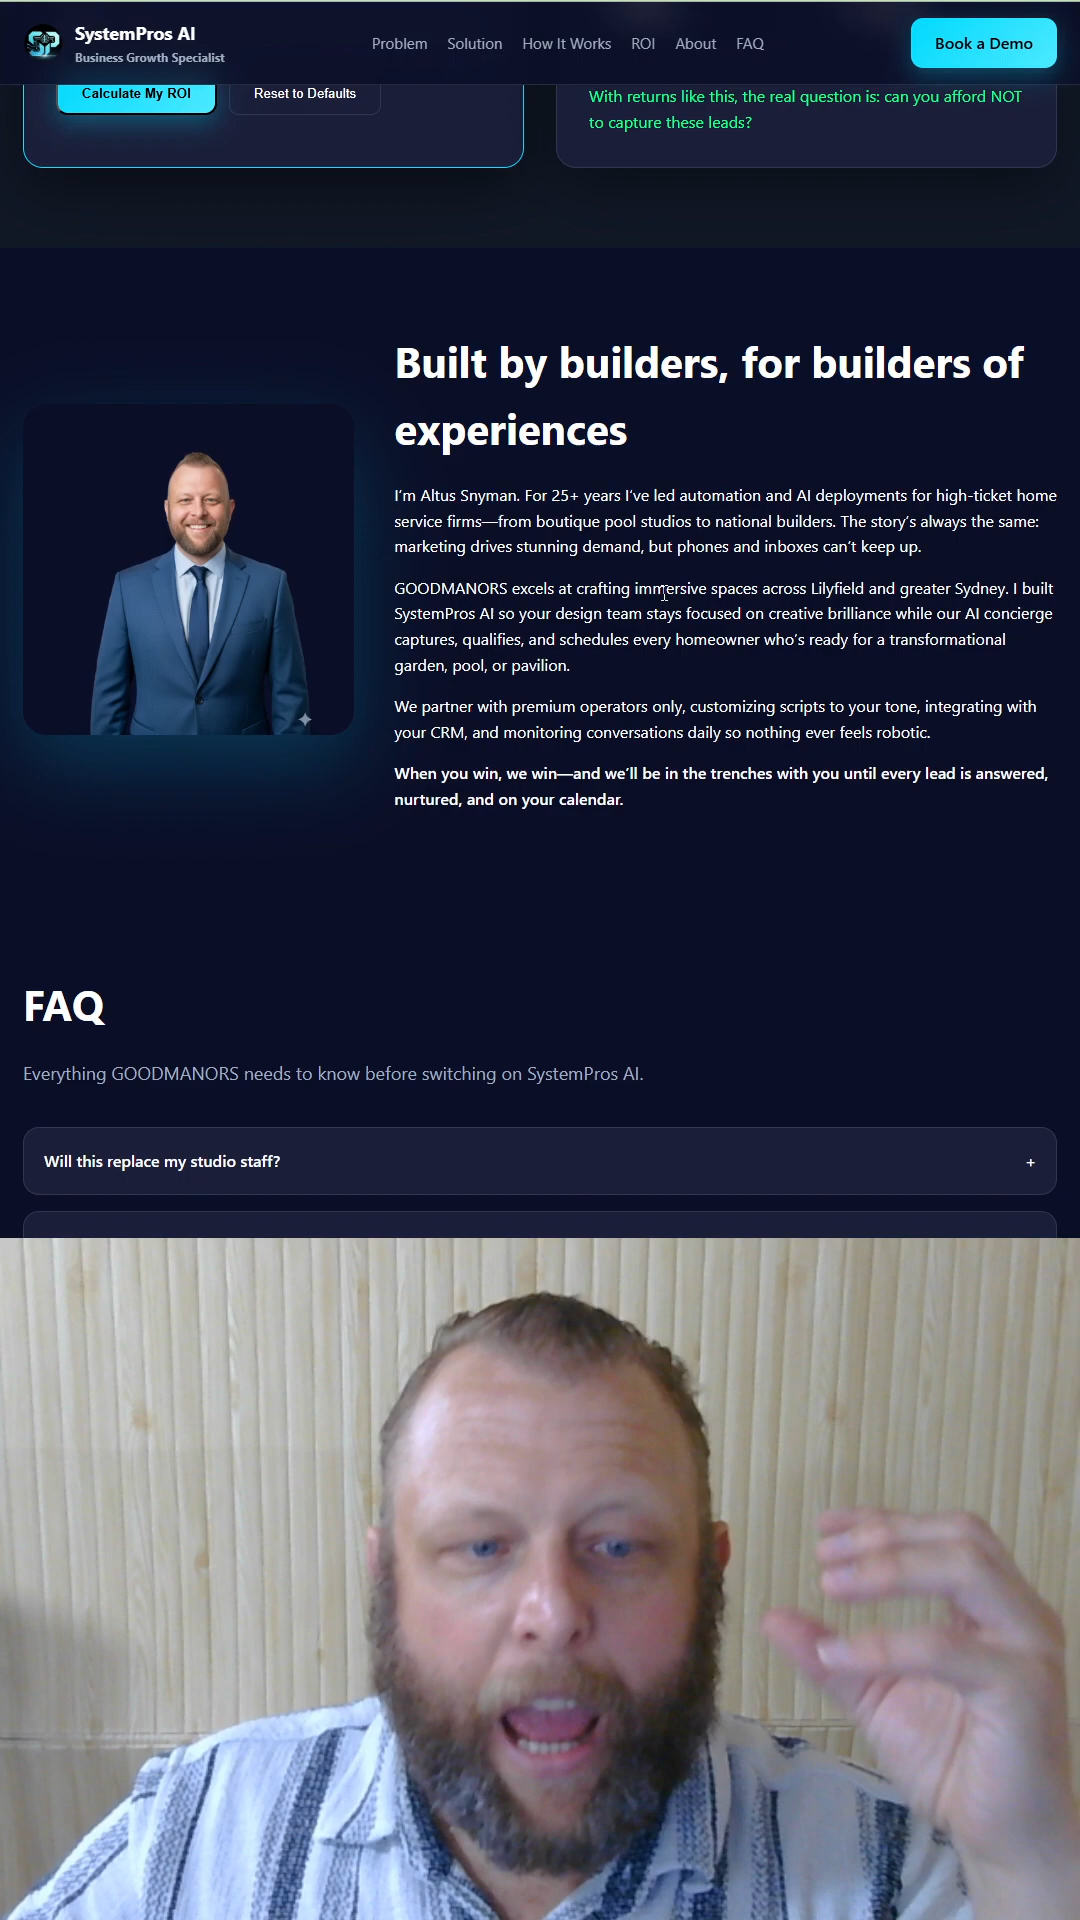 SystemPros AI
Business Growth Specialist
Problem
Solution
How It Works
ROI
About
FAQ
Book a Demo
Calculate My ROI
Reset to Defaults
With returns like this, the real question is: can you afford NOT
to capture these leads?
Built by builders, for builders of
experiences
I’m Altus Snyman. For 25+ years I’ve led automation and AI deployments for high-ticket home
service firms—from boutique pool studios to national builders. The story’s always the same:
marketing drives stunning demand, but phones and inboxes can’t keep up.
GOODMANORS excels at crafting immersive spaces across Lilyfield and greater Sydney. I built
SystemPros AI so your design team stays focused on creative brilliance while our AI concierge
captures, qualifies, and schedules every homeowner who’s ready for a transformational
garden, pool, or pavilion.
We partner with premium operators only, customizing scripts to your tone, integrating with
your CRM, and monitoring conversations daily so nothing ever feels robotic.
When you win, we win—and we’ll be in the trenches with you until every lead is answered,
nurtured, and on your calendar.
FAQ
Everything GOODMANORS needs to know before switching on SystemPros AI.
Will this replace my studio staff?
+